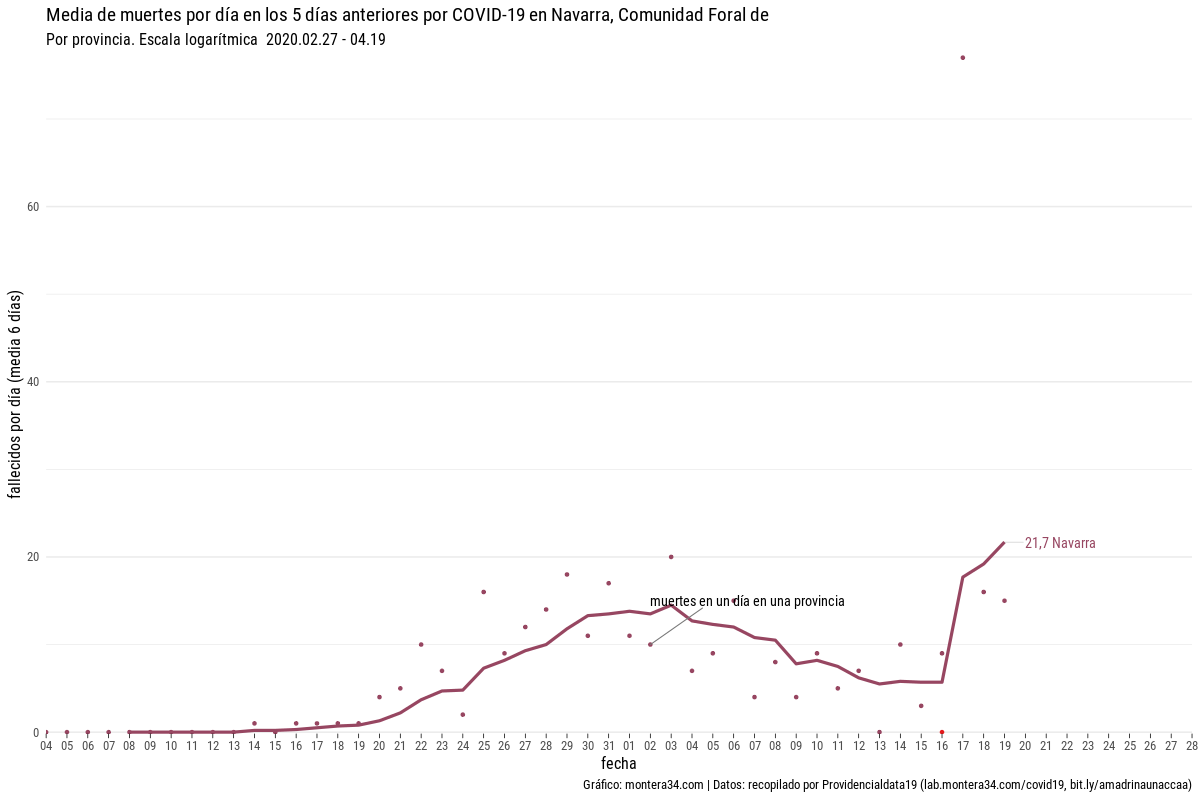 Media de muertes por día en los 5 días anteriores por COVID-19 en Navarra, Comunidad Foral de
Por provincia. Escala logarítmica  2020.02.27 - 04.19
fallecidos por día (media 6 días)
60
40
20
0
21,7 Navarra
muertes en un día en una provincia
04 05 06 07 08 09 10 11 12 13 14 15 16 17 18 19 20 21 22 23 24 25 26 27 28 29 30 31 01 02 03 04 05 06 07 08 09 10 11 12 13 14 15 16 17 18 19 20 21 22 23 24 25 26 27 28
fecha
Gráfico: montera34.com | Datos: recopilado por Providencialdata19 (lab.montera34.com/covid19, bit.ly/amadrinaunaccaa)